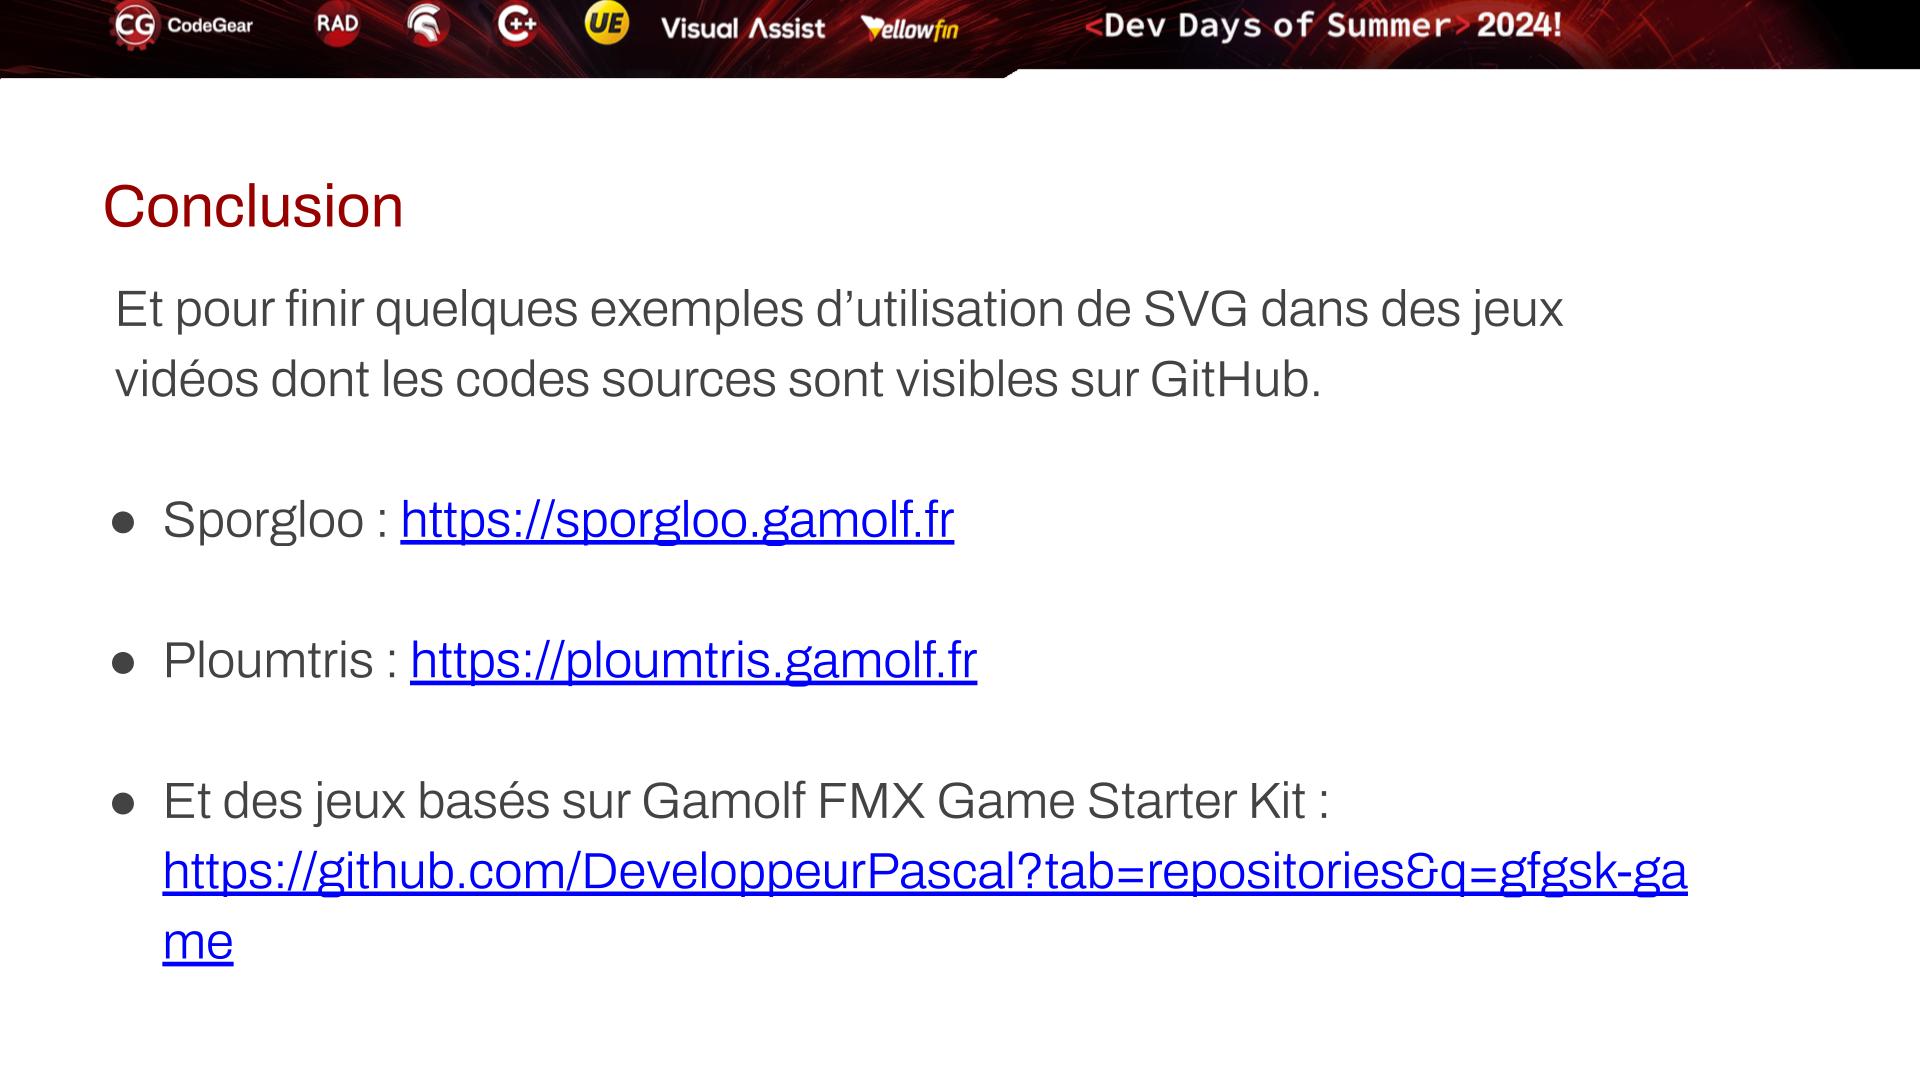 CG CodeGear RAD C++ UE Visual Assist Yellowfin <Dev Days of Summer> 2024!
Conclusion
Et pour finir quelques exemples d’utilisation de SVG dans des jeux
vidéos dont les codes sources sont visibles sur GitHub.
● Sporgloo : https://sporgloo.gamolf.fr
● Ploumtris : https://ploumtris.gamolf.fr
● Et des jeux basés sur Gamolf FMX Game Starter Kit :
https://github.com/DeveloppeurPascal?tab=repositories&q=gfgsk-ga
me